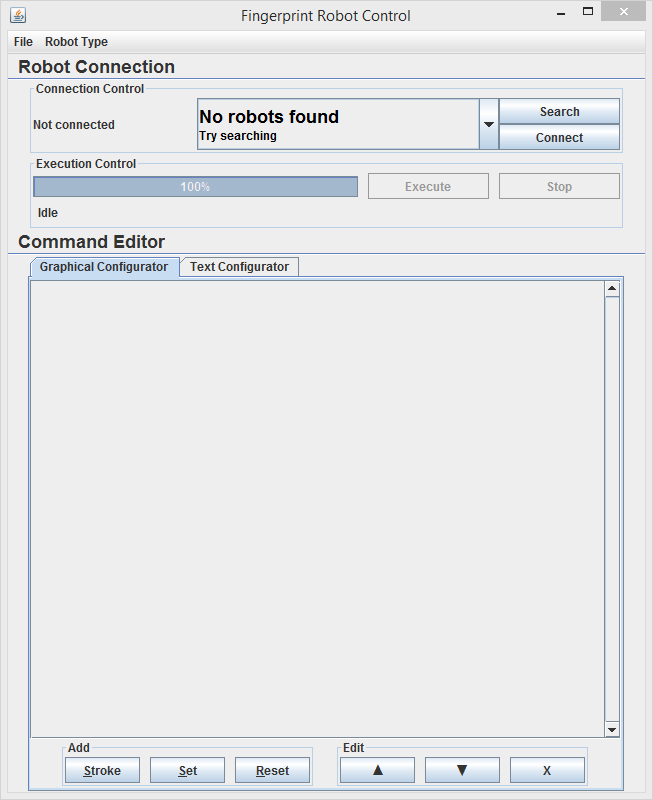 Fingerprint Robot Control
File Robot Type
Robot Connection
Connection Control
Not connected
No robots found
Try searching
Search
Connect
Execution Control
100%
Execute
Stop
Idle
Command Editor
Graphical Configurator Text Configurator
Add
Stroke Set Reset
Edit
▲ ▼ X